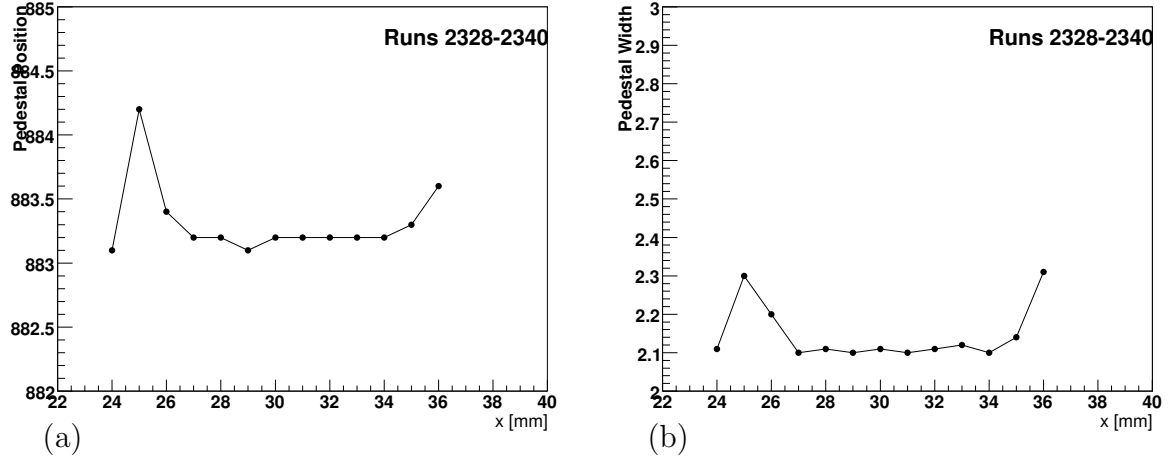 Pedestal Position
885
884.5
884
883.5
883
882.5
882
22 24 26 28 30 32 34 36 38 40
x [mm]
Runs 2328-2340
(a)
Pedestal Width
3
2.9
2.8
2.7
2.6
2.5
2.4
2.3
2.2
2.1
2
22 24 26 28 30 32 34 36 38 40
x [mm]
Runs 2328-2340
(b)